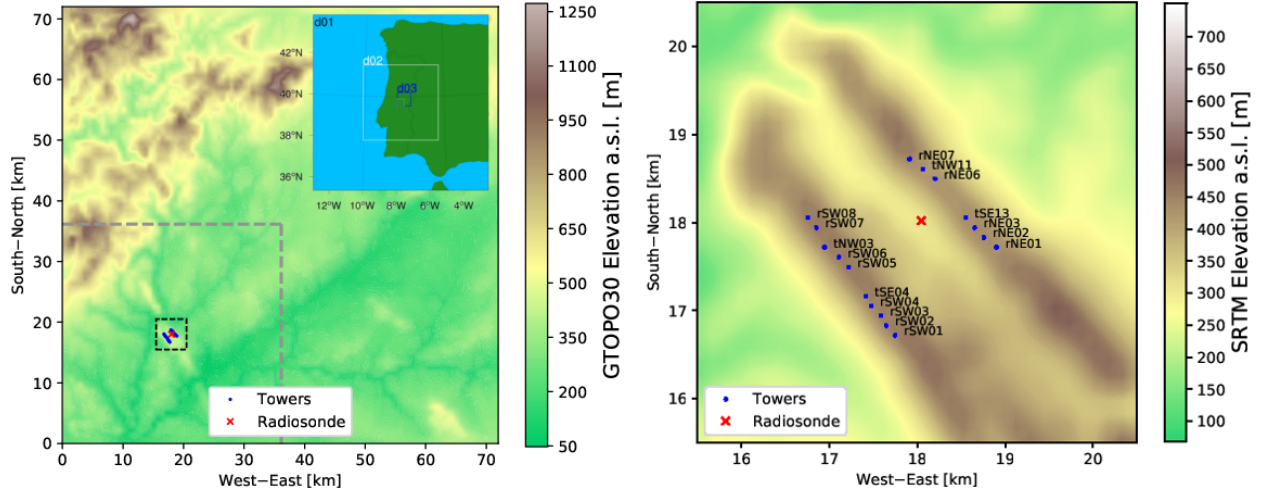 70
60
50
40
30
20
10
0
South−North [km]
0 10 20 30 40 50 60 70
West−East [km]
d01
d02
d03
42°N
40°N
38°N
36°N
12°W 10°W 8°W 6°W 4°W
Towers
Radiosonde
1250
1100
950
800
650
500
350
200
50
GTOPO30 Elevation a.s.l. [m]
20
19
18
17
16
South−North [km]
16 17 18 19 20
West−East [km]
rNE07
tNW11
rNE06
tSE13
rNE03
rNE02
rNE01
rSW08
rSW07
tNW03
rSW06
rSW05
tSE04
rSW04
rSW03
rSW02
rSW01
Towers
Radiosonde
700
650
600
550
500
450
400
350
300
250
200
150
100
SRTM Elevation a.s.l. [m]